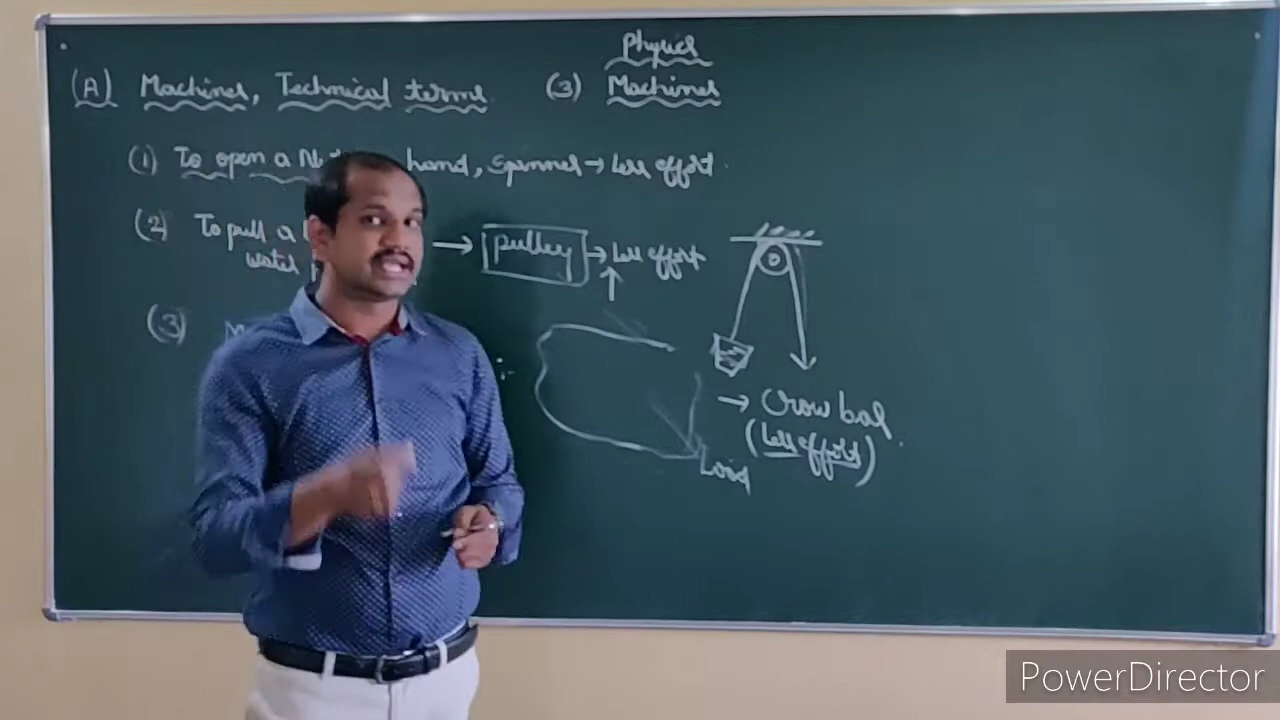 Physics
(A) Machines, Technical terms (3) Machines
(1) To open a hand, Spanner → Less effort
(2) To pull a → pulley → Less effort
water
(3)
→ Crow bar
(Less effort)
Load
PowerDirector